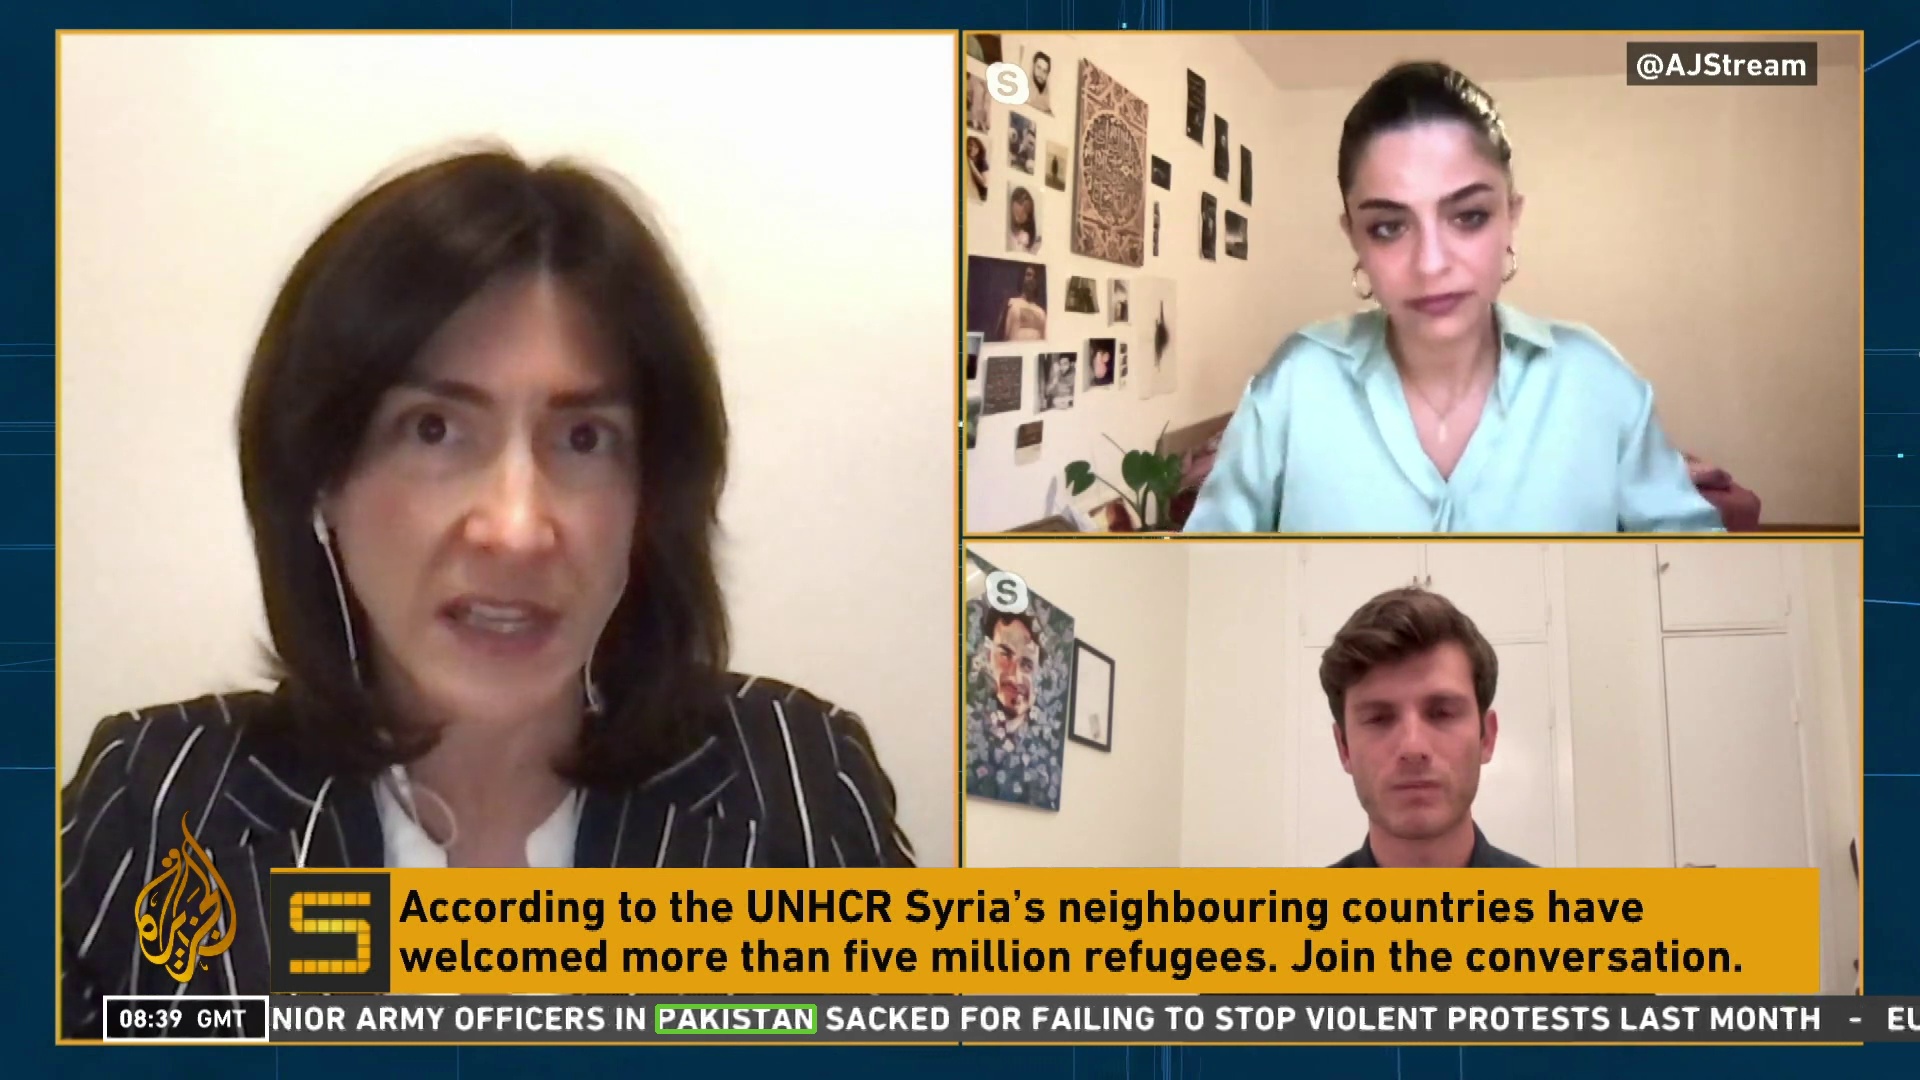 @AJStream
According to the UNHCR Syria's neighbouring countries have
welcomed more than five million refugees. Join the conversation.
08:39 GMT
NIOR ARMY OFFICERS IN PAKISTAN SACKED FOR FAILING TO STOP VIOLENT PROTESTS LAST MONTH - EU